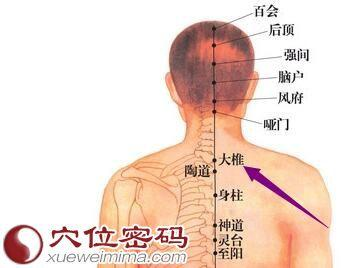 百会
后顶
强间
脑户
风府
哑门
大椎
陶道
身柱
神道
灵台
至阳
穴位密码
xueweimima.com